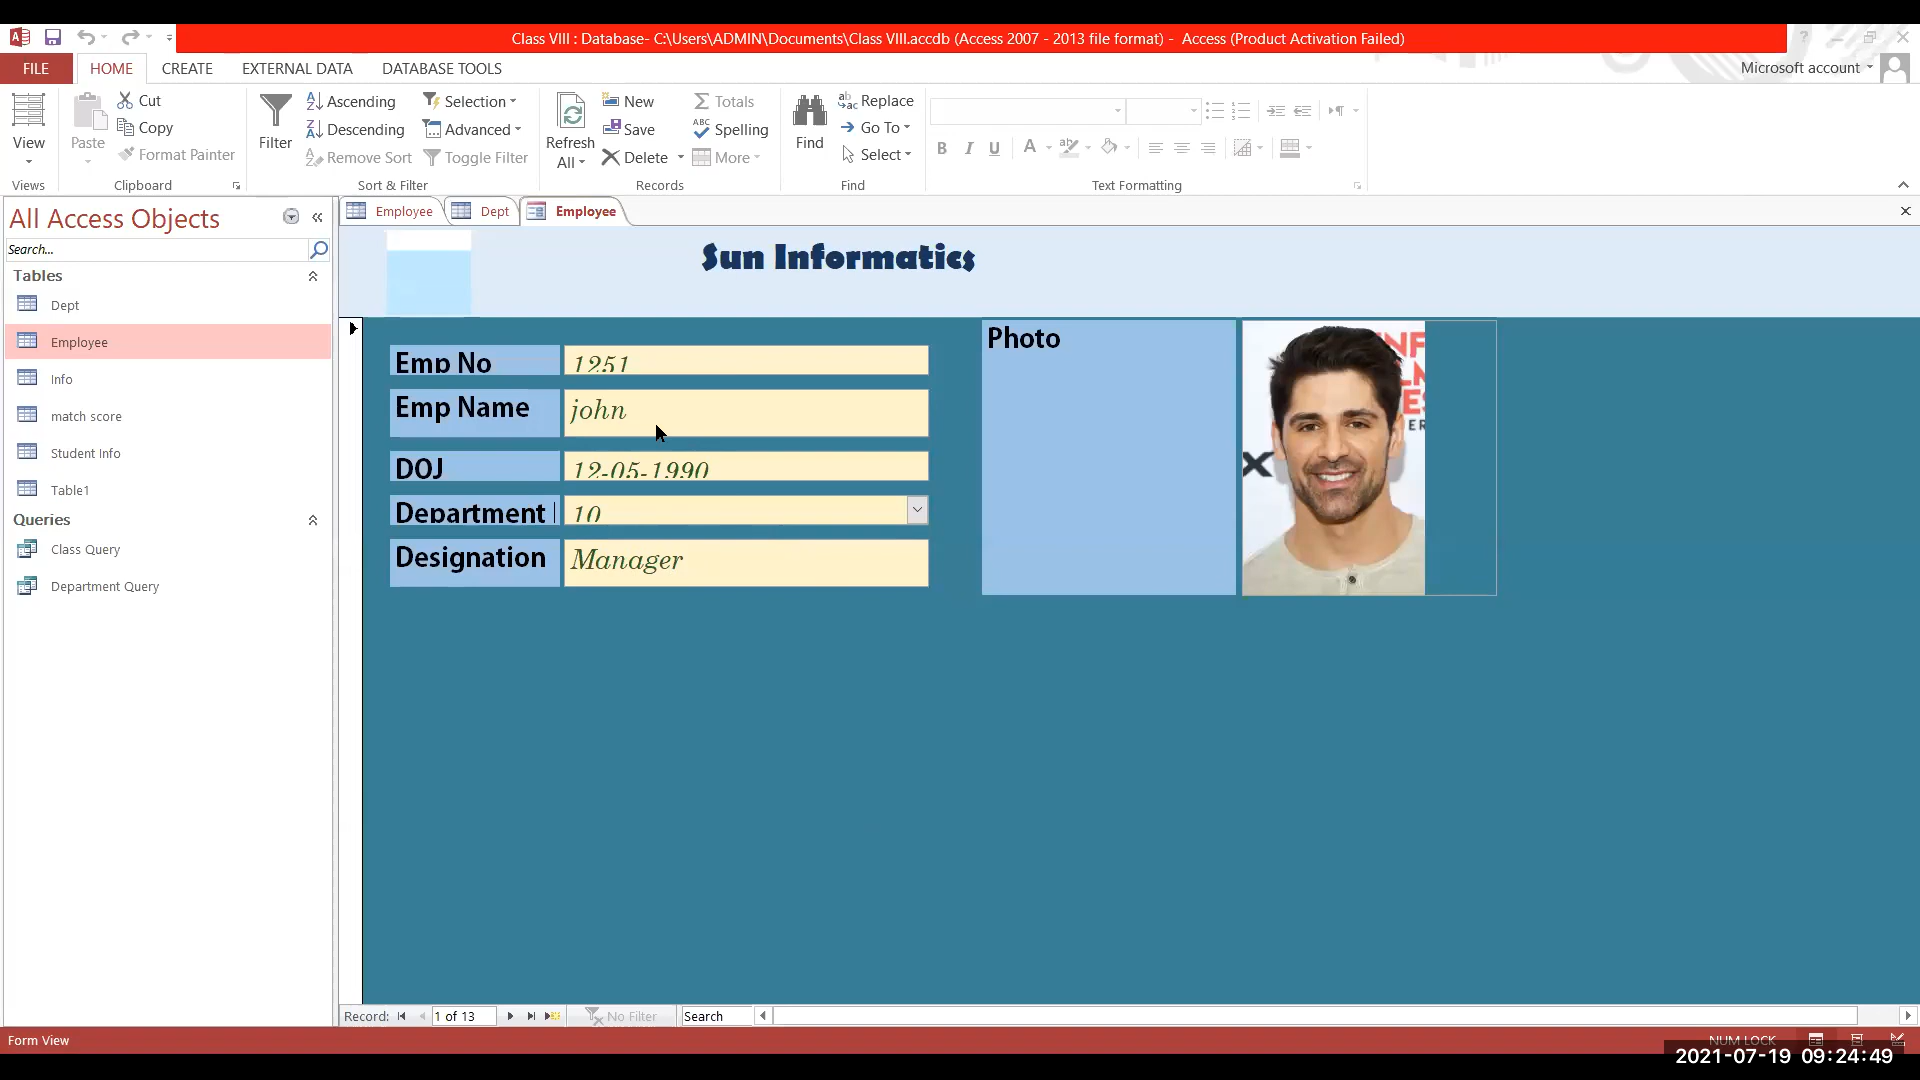 Class VIII : Database- C:\Users\ADMIN\Documents\Class VIII.accdb (Access 2007 - 2013 file format) - Access (Product Activation Failed)
FILE HOME CREATE EXTERNAL DATA DATABASE TOOLS Microsoft account
View
Views
Paste
Cut
Copy
Format Painter
Clipboard
Filter
Ascending
Descending
Remove Sort
Selection
Advanced
Toggle Filter
Sort & Filter
Refresh
All
New
Save
Delete
Totals
Spelling
More
Records
Find
Replace
Go To
Select
Find
Text Formatting
All Access Objects
Search...
Tables
Dept
Employee
Info
match score
Student Info
Table1
Queries
Class Query
Department Query
Employee Dept Employee
Sun Informatics
Emp No 1251
Emp Name john
DOJ 12-05-1990
Department 10
Designation Manager
Photo
Record: 1 of 13 No Filter Search
Form View NUM LOCK
2021-07-19 09:24:49